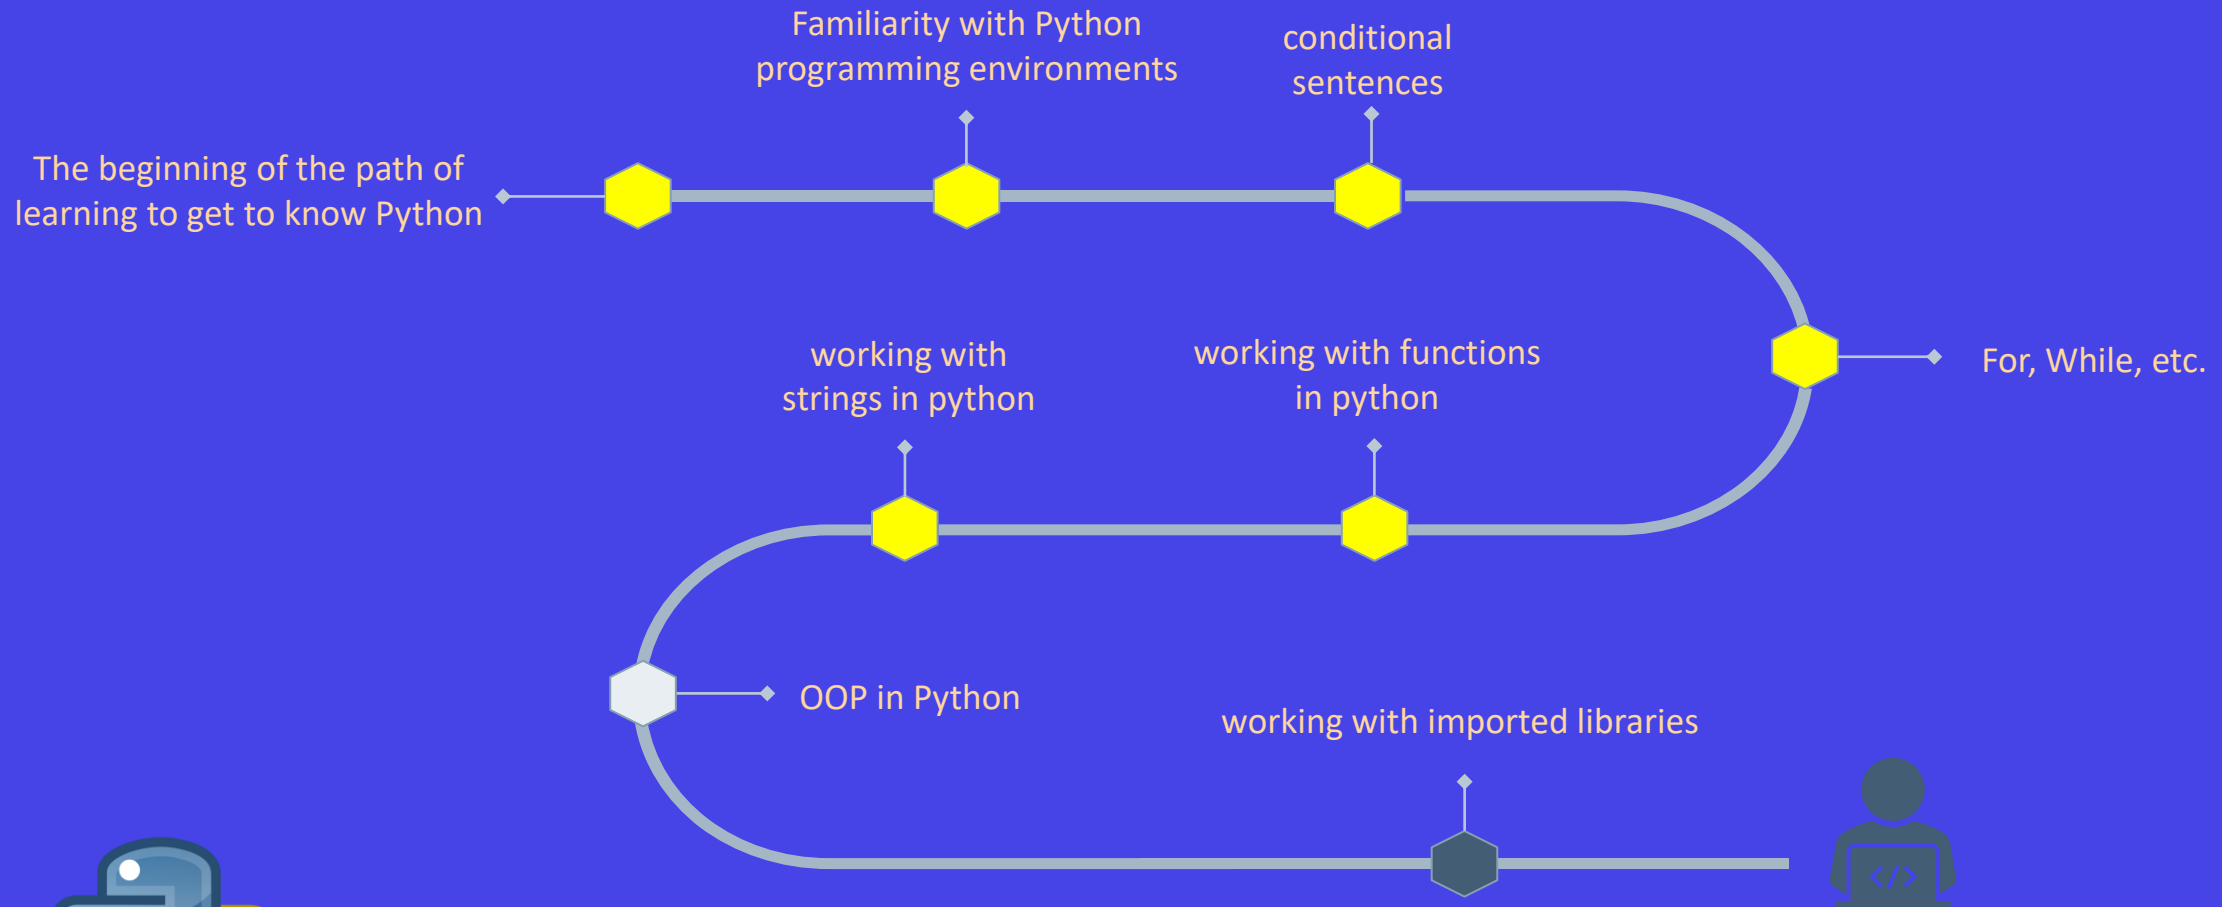 The beginning of the path of
learning to get to know Python
Familiarity with Python
programming environments
conditional
sentences
For, While, etc.
working with functions
in python
working with
strings in python
OOP in Python
working with imported libraries
</>